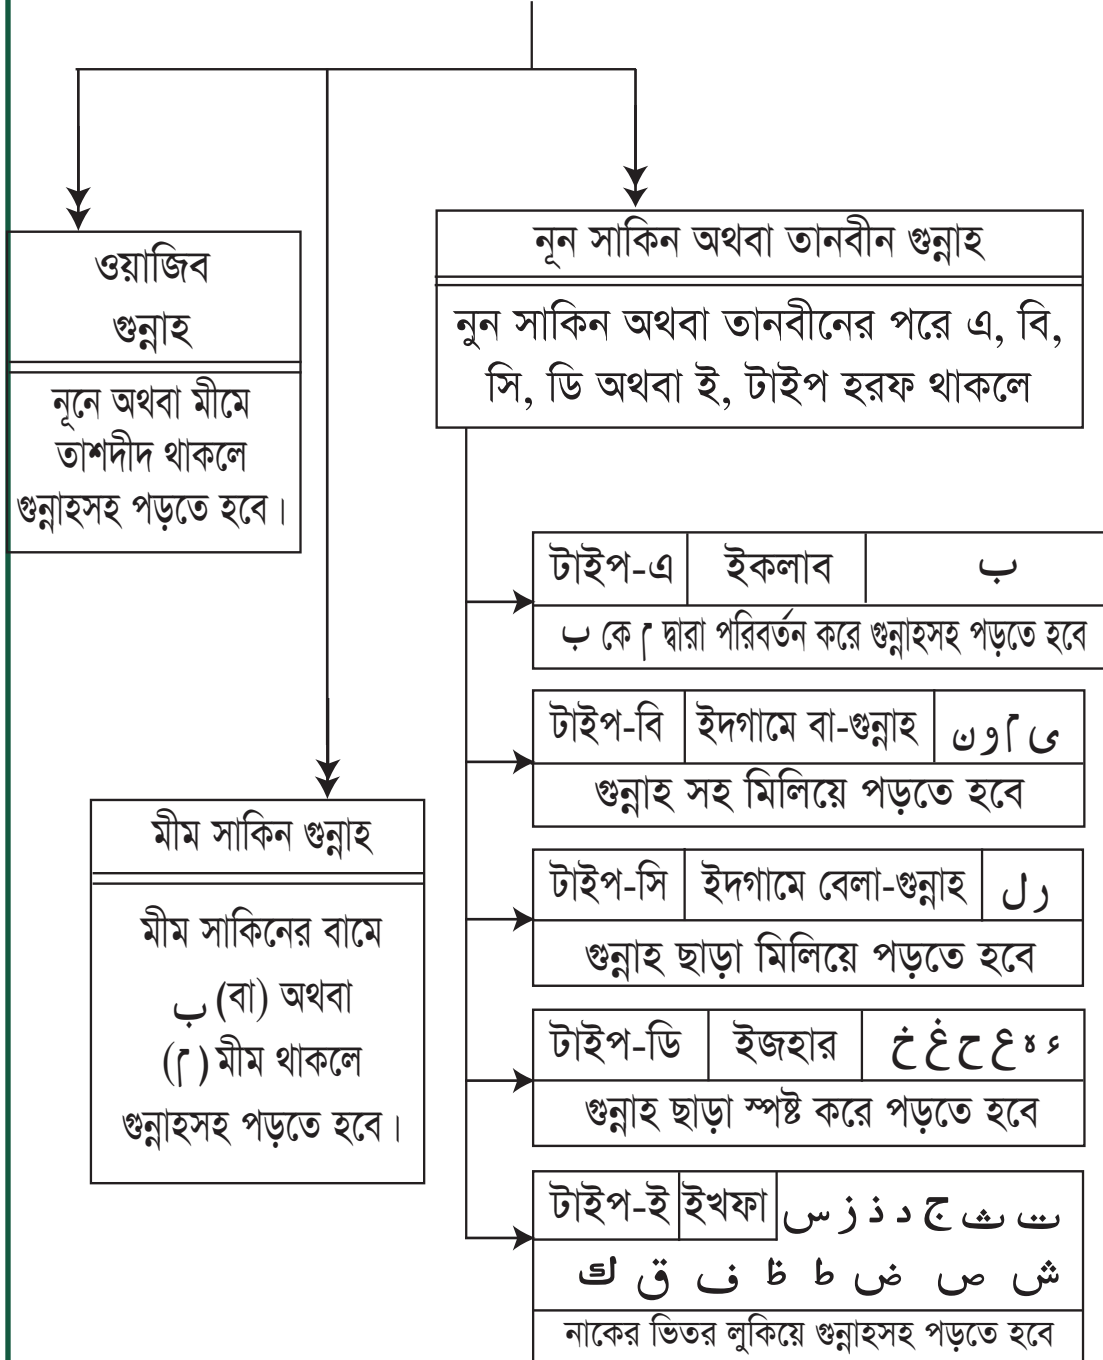 ওয়াজিব
গুন্নাহ
নূনে অথবা মীমে
তাশদীদ থাকলে
গুন্নাহসহ পড়তে হবে।
নূন সাকিন অথবা তানবীন গুন্নাহ
নুন সাকিন অথবা তানবীনের পরে এ, বি,
সি, ডি অথবা ই, টাইপ হরফ থাকলে
টাইপ-এ ইকলাব ب
ب কে م দ্বারা পরিবর্তন করে গুন্নাহসহ পড়তে হবে
টাইপ-বি ইদগামে বা-গুন্নাহ ى م و ن
গুন্নাহ সহ মিলিয়ে পড়তে হবে
টাইপ-সি ইদগামে বেলা-গুন্নাহ ر ل
গুন্নাহ ছাড়া মিলিয়ে পড়তে হবে
টাইপ-ডি ইজহার ء ه ع ح غ خ
গুন্নাহ ছাড়া স্পষ্ট করে পড়তে হবে
টাইপ-ই ইখফা ت ث ج د ذ ز س
ش ص ض ط ظ ف ق ك
নাকের ভিতর লুকিয়ে গুন্নাহসহ পড়তে হবে
মীম সাকিন গুন্নাহ
মীম সাকিনের বামে
ب (বা) অথবা
(م) মীম থাকলে
গুন্নাহসহ পড়তে হবে।